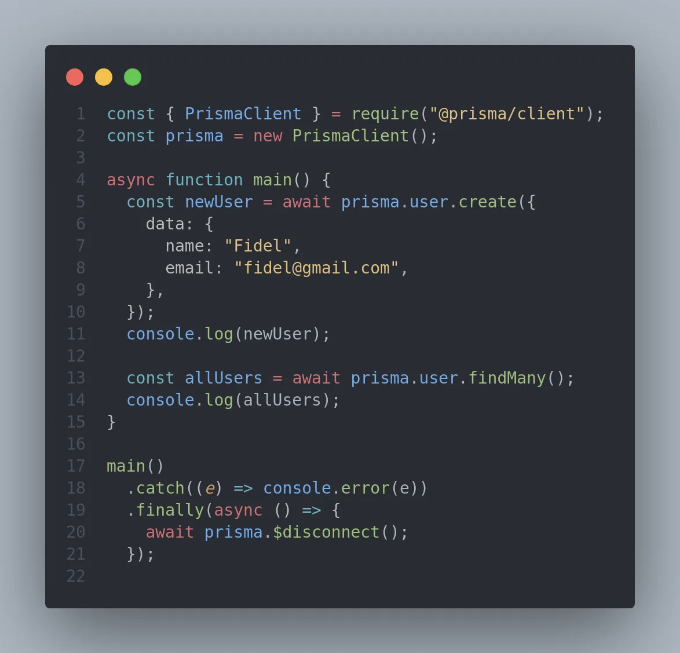 1 const { PrismaClient } = require("@prisma/client");
2 const prisma = new PrismaClient();
3
4 async function main() {
5   const newUser = await prisma.user.create({
6     data: {
7       name: "Fidel",
8       email: "fidel@gmail.com",
9     },
10   });
11   console.log(newUser);
12
13   const allUsers = await prisma.user.findMany();
14   console.log(allUsers);
15 }
16
17 main()
18   .catch((e) => console.error(e))
19   .finally(async () => {
20     await prisma.$disconnect();
21   });
22